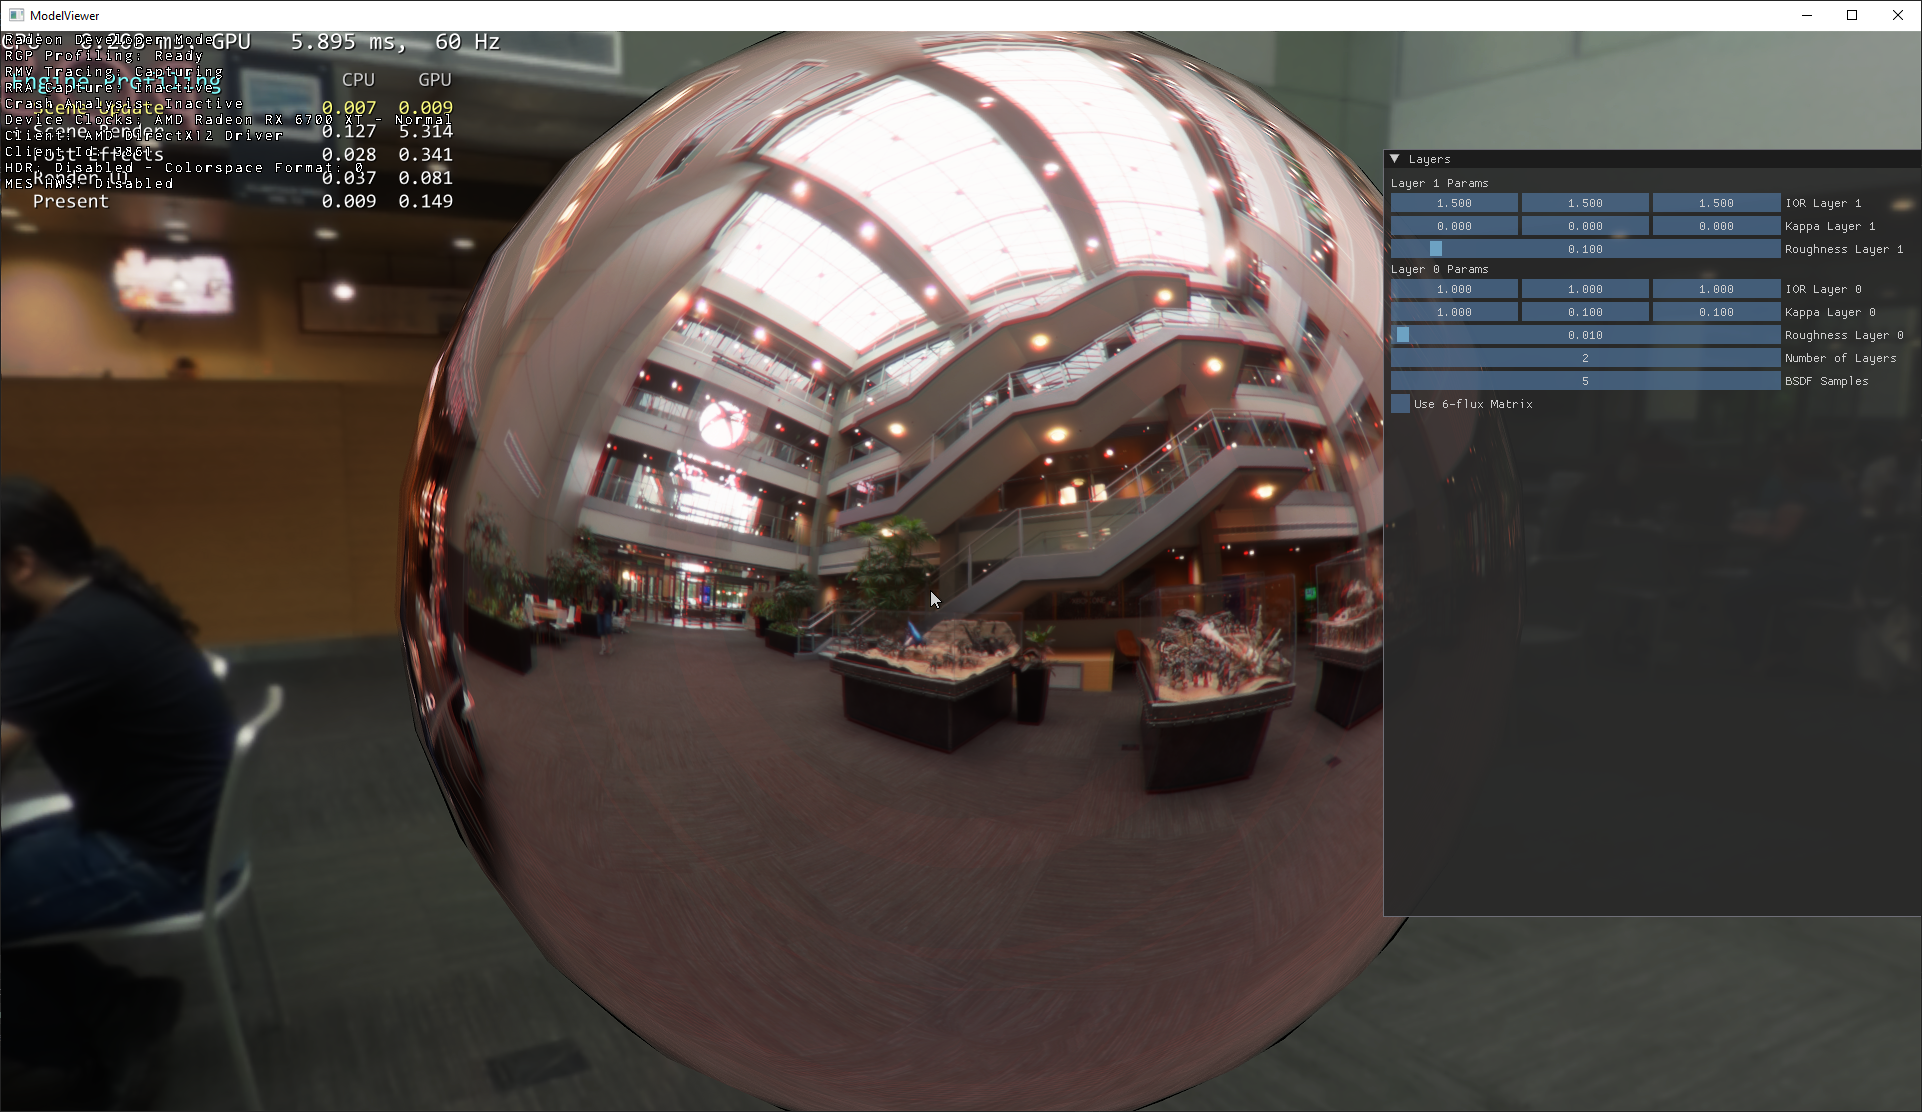 ModelViewer
CPU 0.200 ms, GPU 5.895 ms, 60 Hz
Radeon Developer Mode
RGP Profiling: Ready
RMV Tracing: Capturing
Engine Profiling CPU GPU
RRA Capture: Inactive
Crash Analysis: Inactive
Scene Update 0.007 0.009
Device Clocks: AMD Radeon RX 6700 XT - Normal
Scene Render 0.127 5.314
Client: AMD DirectX12 Driver
Client Id: 3861
Post Effects 0.028 0.341
HDR: Disabled - Colorspace Format: 0
Render UI 0.037 0.081
MES HWS: Disabled
Present 0.009 0.149
Layers
Layer 1 Params
1.500 1.500 1.500 IOR Layer 1
0.000 0.000 0.000 Kappa Layer 1
0.100 Roughness Layer 1
Layer 0 Params
1.000 1.000 1.000 IOR Layer 0
1.000 0.100 0.100 Kappa Layer 0
0.010 Roughness Layer 0
2 Number of Layers
5 BSDF Samples
Use 6-flux Matrix